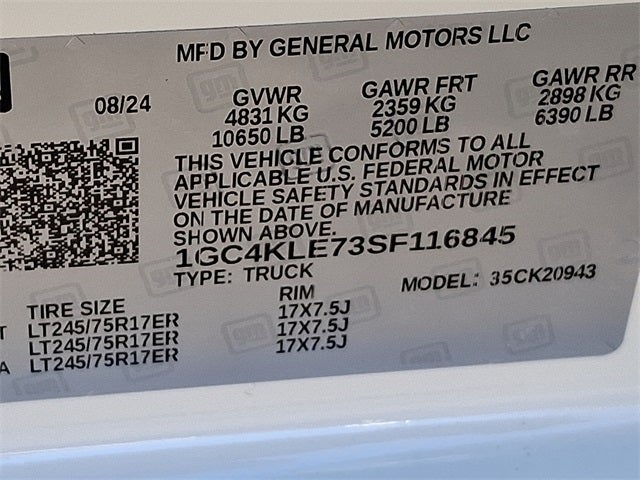 MFD BY GENERAL MOTORS LLC
08/24 GVWR GAWR FRT GAWR RR
4831 KG 2359 KG 2898 KG
10650 LB 5200 LB 6390 LB
THIS VEHICLE CONFORMS TO ALL
APPLICABLE U.S. FEDERAL MOTOR
VEHICLE SAFETY STANDARDS IN EFFECT
ON THE DATE OF MANUFACTURE
SHOWN ABOVE.
1GC4KLE73SF116845
TYPE: TRUCK MODEL: 35CK20943
TIRE SIZE RIM
T LT245/75R17ER 17X7.5J
LT245/75R17ER 17X7.5J
A LT245/75R17ER 17X7.5J